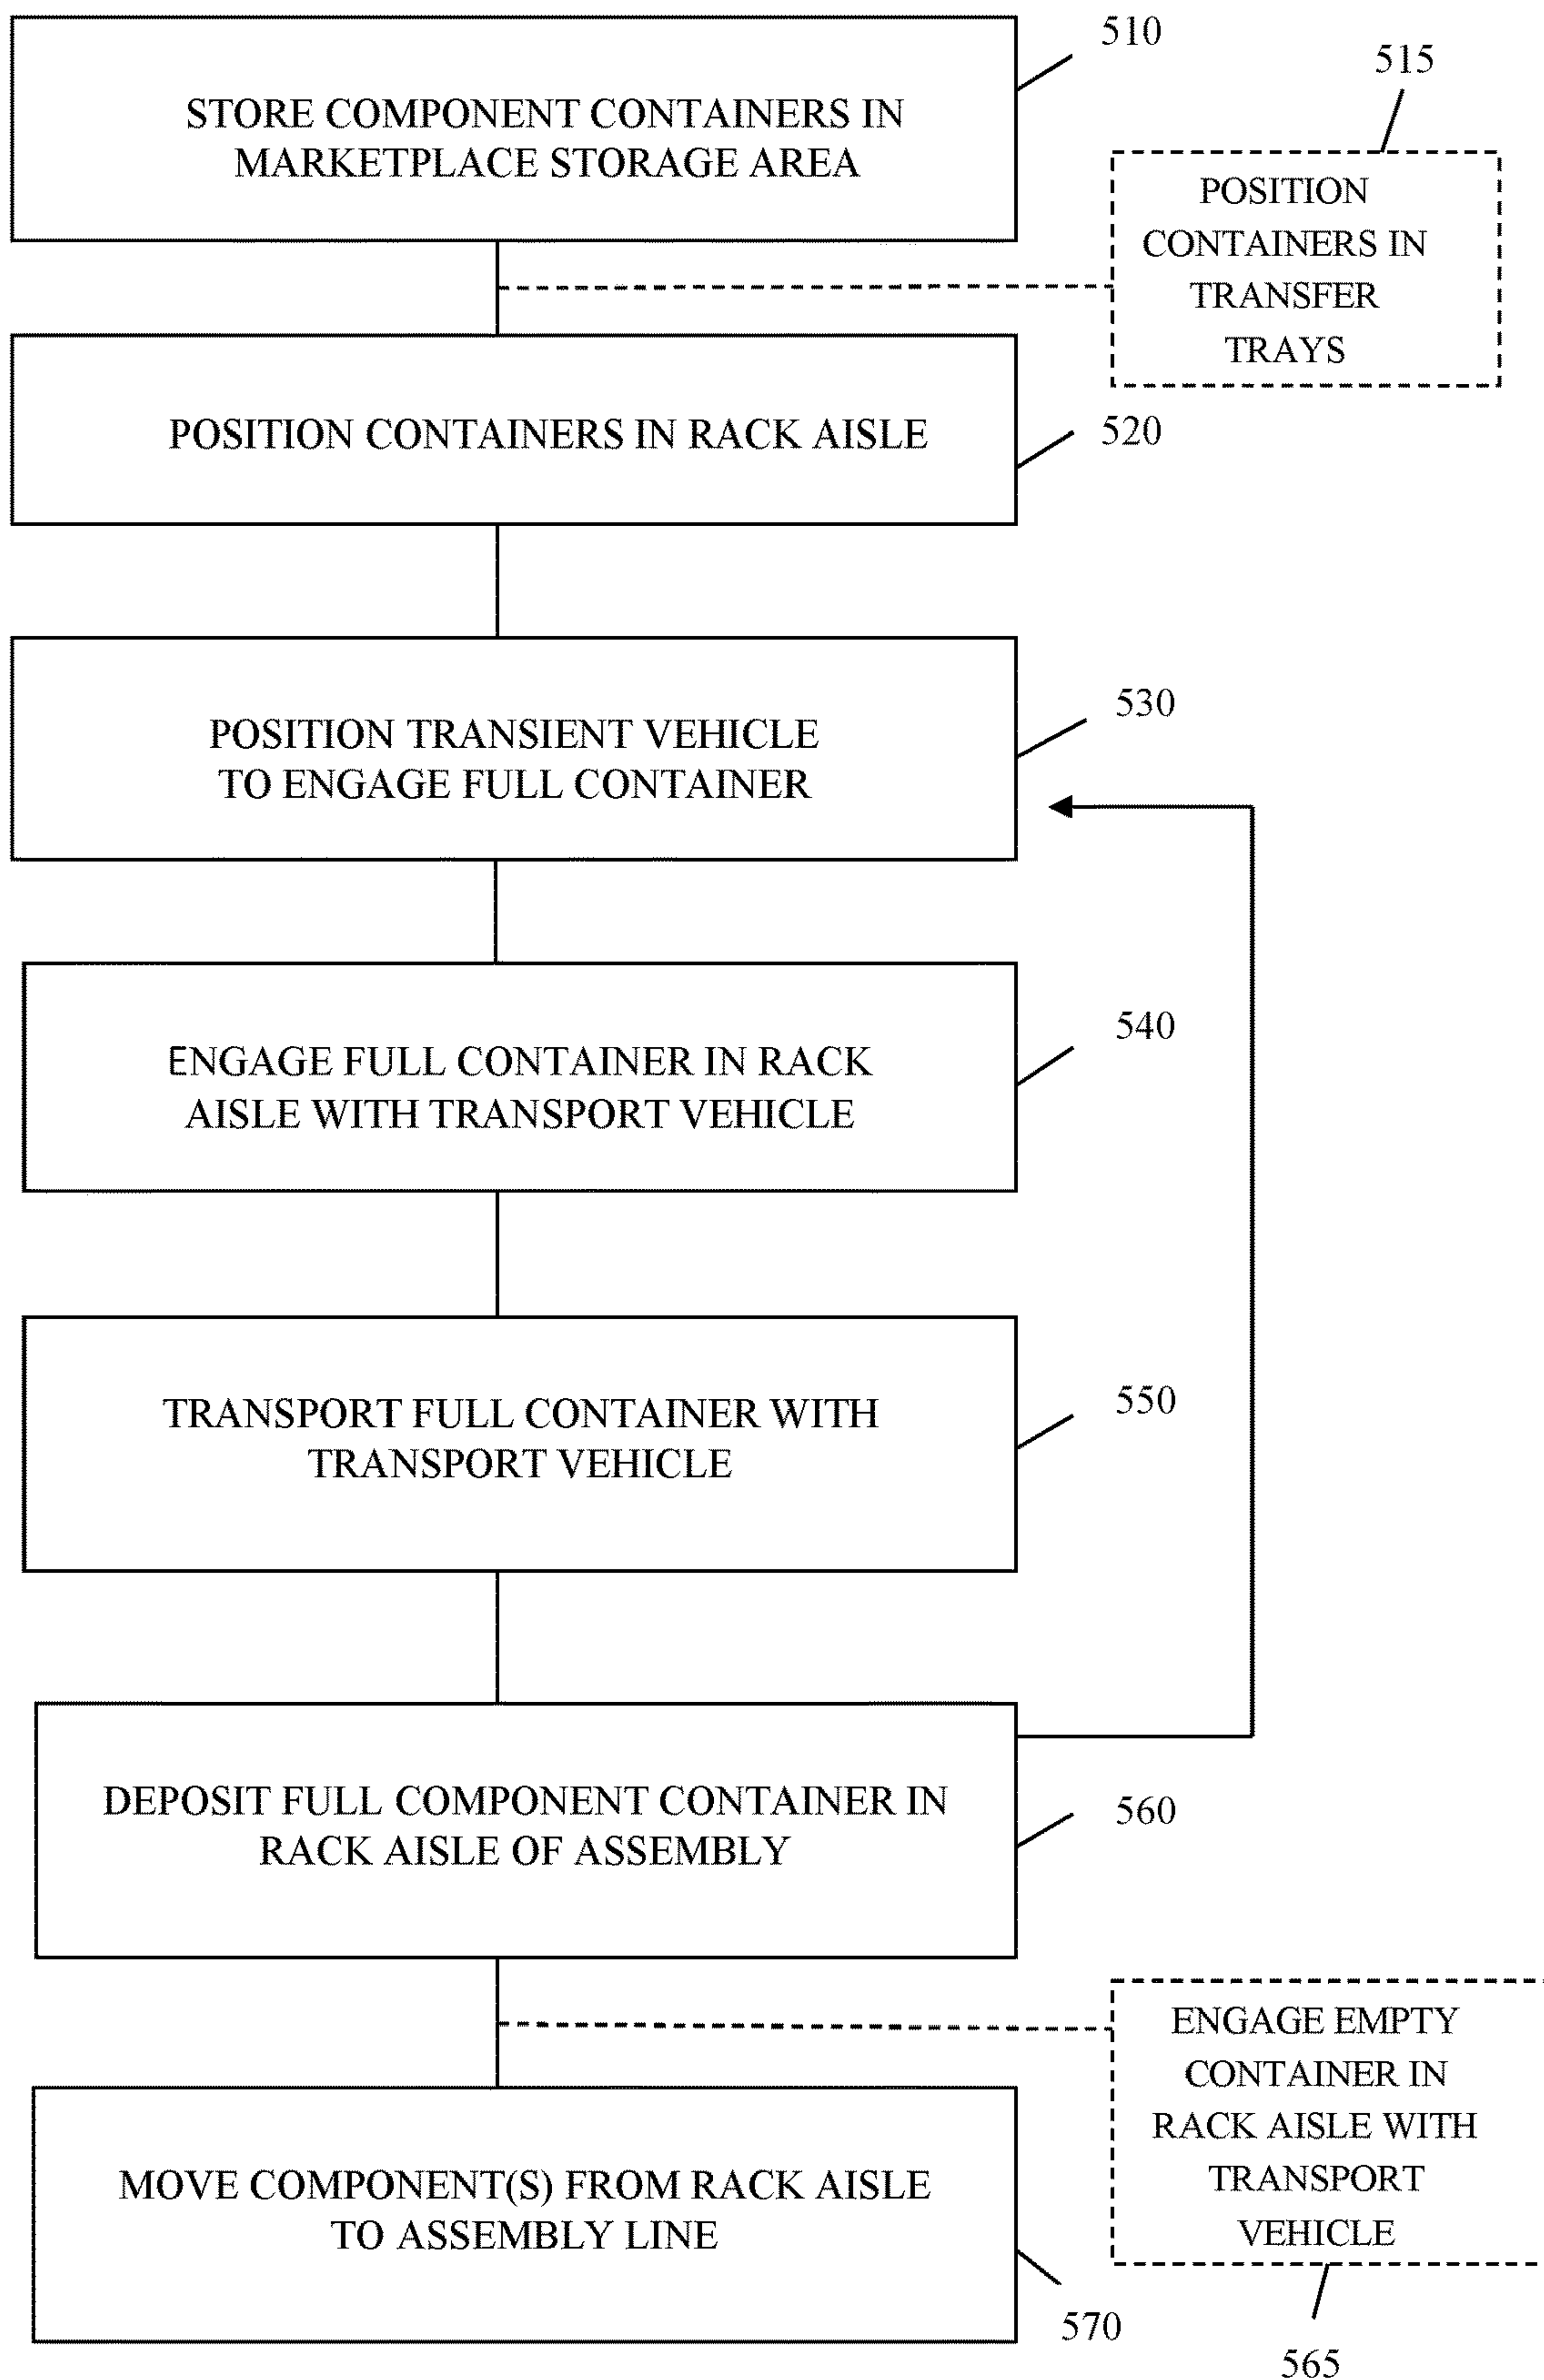 510
STORE COMPONENT CONTAINERS IN
MARKETPLACE STORAGE AREA
515
POSITION
CONTAINERS IN
TRANSFER
TRAYS
POSITION CONTAINERS IN RACK AISLE
520
POSITION TRANSIENT VEHICLE
TO ENGAGE FULL CONTAINER
530
ENGAGE FULL CONTAINER IN RACK
AISLE WITH TRANSPORT VEHICLE
540
TRANSPORT FULL CONTAINER WITH
TRANSPORT VEHICLE
550
DEPOSIT FULL COMPONENT CONTAINER IN
RACK AISLE OF ASSEMBLY
560
ENGAGE EMPTY
CONTAINER IN
RACK AISLE WITH
TRANSPORT
VEHICLE
565
MOVE COMPONENT(S) FROM RACK AISLE
TO ASSEMBLY LINE
570